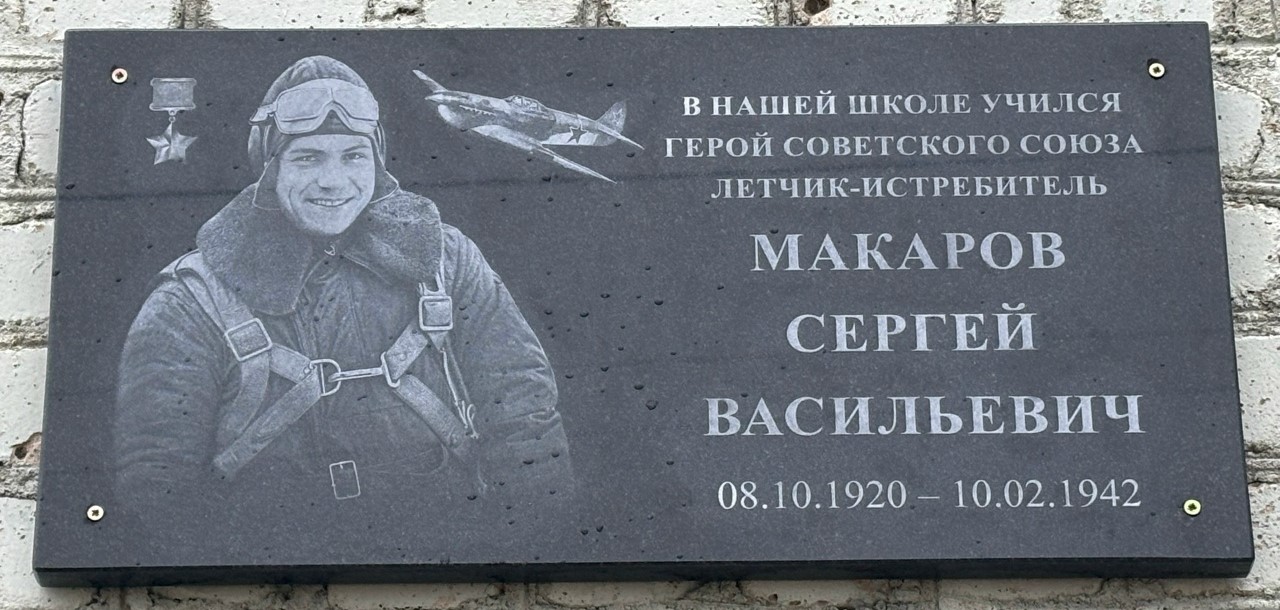 В НАШЕЙ ШКОЛЕ УЧИЛСЯ
ГЕРОЙ СОВЕТСКОГО СОЮЗА
ЛЕТЧИК-ИСТРЕБИТЕЛЬ
МАКАРОВ
СЕРГЕЙ
ВАСИЛЬЕВИЧ
08.10.1920 – 10.02.1942